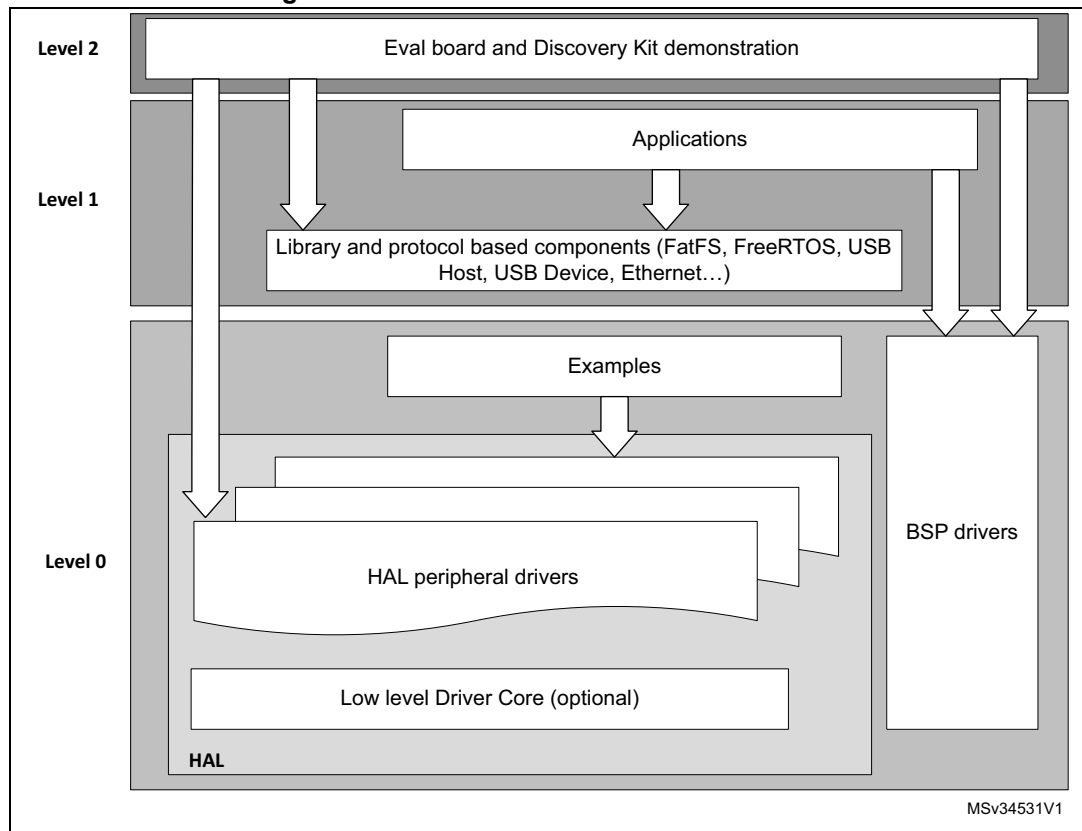 Level 2
Eval board and Discovery Kit demonstration
Applications
Level 1
Library and protocol based components (FatFS, FreeRTOS, USB
Host, USB Device, Ethernet…)
Examples
Level 0
HAL peripheral drivers
BSP drivers
Low level Driver Core (optional)
HAL
MSv34531V1